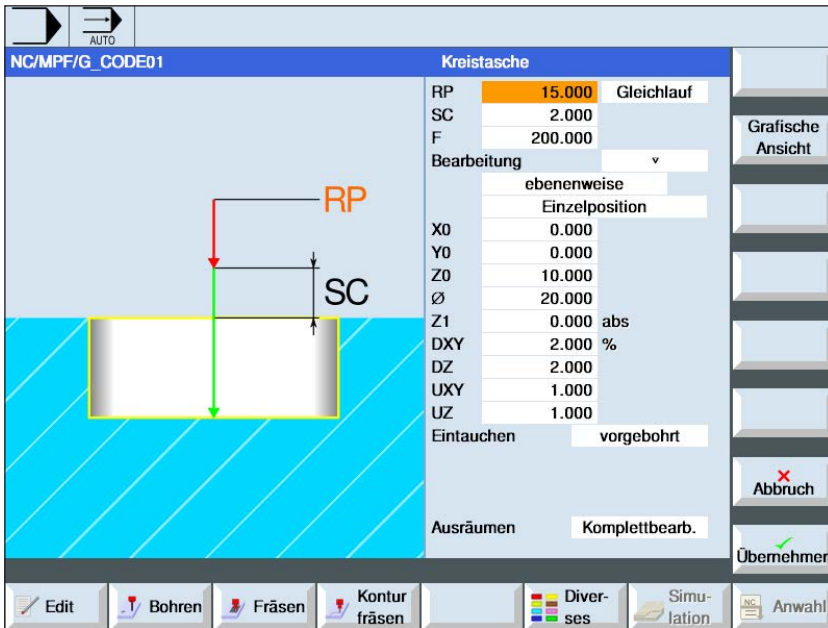 AUTO
NC/MPF/G_CODE01
Kreistasche
RP
SC
RP 15.000 Gleichlauf
SC 2.000
F 200.000
Bearbeitung ▿
ebenenweise
Einzelposition
X0 0.000
Y0 0.000
Z0 10.000
Ø 20.000
Z1 0.000 abs
DXY 2.000 %
DZ 2.000
UXY 1.000
UZ 1.000
Eintauchen vorgebohrt
Ausräumen Komplettbearb.
Grafische
Ansicht
Abbruch
Übernehmen
Edit
Bohren
Fräsen
Kontur
fräsen
Diver-
ses
Simu-
lation
NC
Anwahl